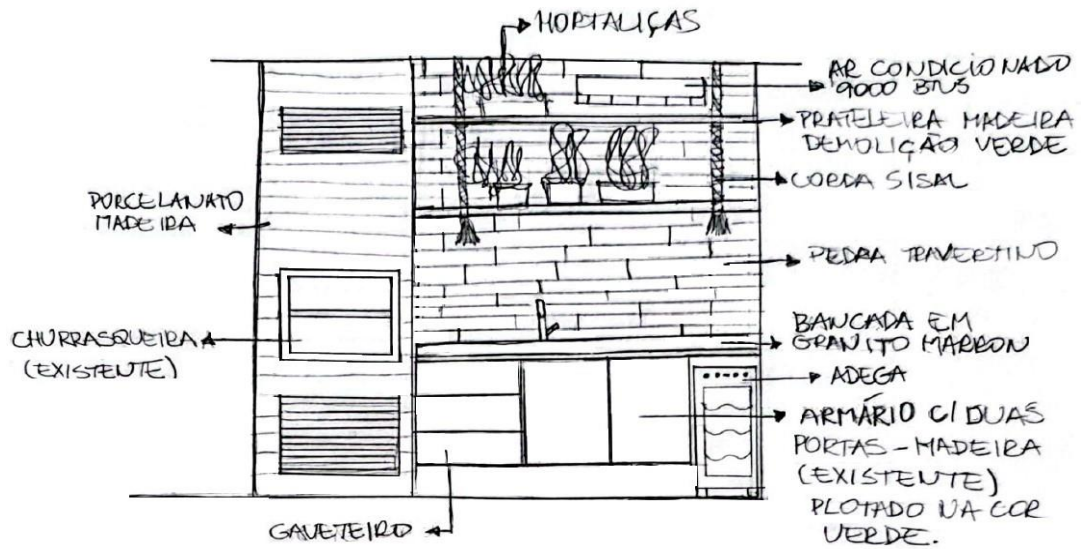 HORTALIÇAS
AR CONDICIONADO
9000 BTUS
PRATELEIRA MADEIRA
DEMOLIÇÃO VERDE
CORDA SISAL
PORCELANATO
MADEIRA
PEDRA TRAVERTINO
CHURRASQUEIRA
(EXISTENTE)
BANCADA EM
GRANITO MARRON
ADEGA
ARMÁRIO C/ DUAS
PORTAS - MADEIRA
(EXISTENTE)
PLOTADO NA COR
VERDE.
GAVETEIRO